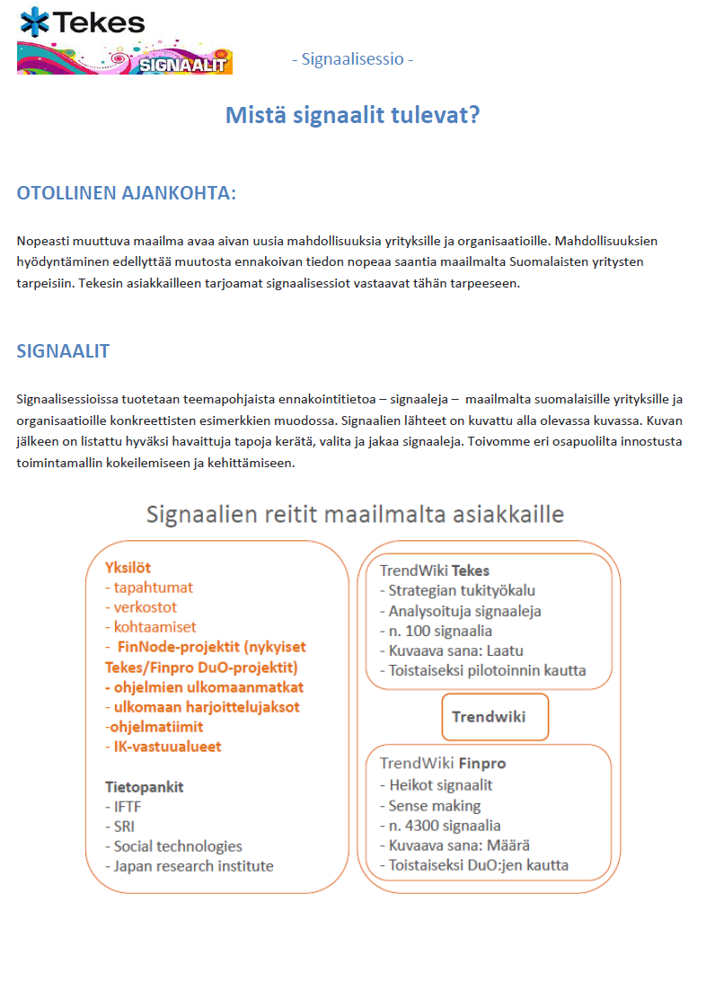 Tekes
SIGNAALIT
- Signaalisessio -
Mistä signaalit tulevat?
OTOLLINEN AJANKOHTA:
Nopeasti muuttuva maailma avaa aivan uusia mahdollisuuksia yrityksille ja organisaatioille. Mahdollisuuksien
hyödyntäminen edellyttää muutosta ennakoivan tiedon nopeaa saantia maailmalta Suomalaisten yritysten
tarpeisiin. Tekesin asiakkailleen tarjoamat signaalisessiot vastaavat tähän tarpeeseen.
SIGNAALIT
Signaalisessioissa tuotetaan teemapohjaista ennakointitietoa – signaaleja – maailmalta suomalaisille yrityksille ja
organisaatioille konkreettisten esimerkkien muodossa. Signaalien lähteet on kuvattu alla olevassa kuvassa. Kuvan
jälkeen on listattu hyväksi havaittuja tapoja kerätä, valita ja jakaa signaaleja. Toivomme eri osapuolilta innostusta
toimintamallin kokeilemiseen ja kehittämiseen.
Signaalien reitit maailmalta asiakkaille
Yksilöt
- tapahtumat
- verkostot
- kohtaamiset
- FinNode-projektit (nykyiset
Tekes/Finpro DuO-projektit)
- ohjelmien ulkomaanmatkat
- ulkomaan harjoittelujaksot
-ohjelmatiimit
- IK-vastuualueet
Tietopankit
- IFTF
- SRI
- Social technologies
- Japan research institute
TrendWiki Tekes
- Strategian tukityökalu
- Analysoituja signaaleja
- n. 100 signaalia
- Kuvaava sana: Laatu
- Toistaiseksi pilotoinnin kautta
Trendwiki
TrendWiki Finpro
- Heikot signaalit
- Sense making
- n. 4300 signaalia
- Kuvaava sana: Määrä
- Toistaiseksi DuO:jen kautta